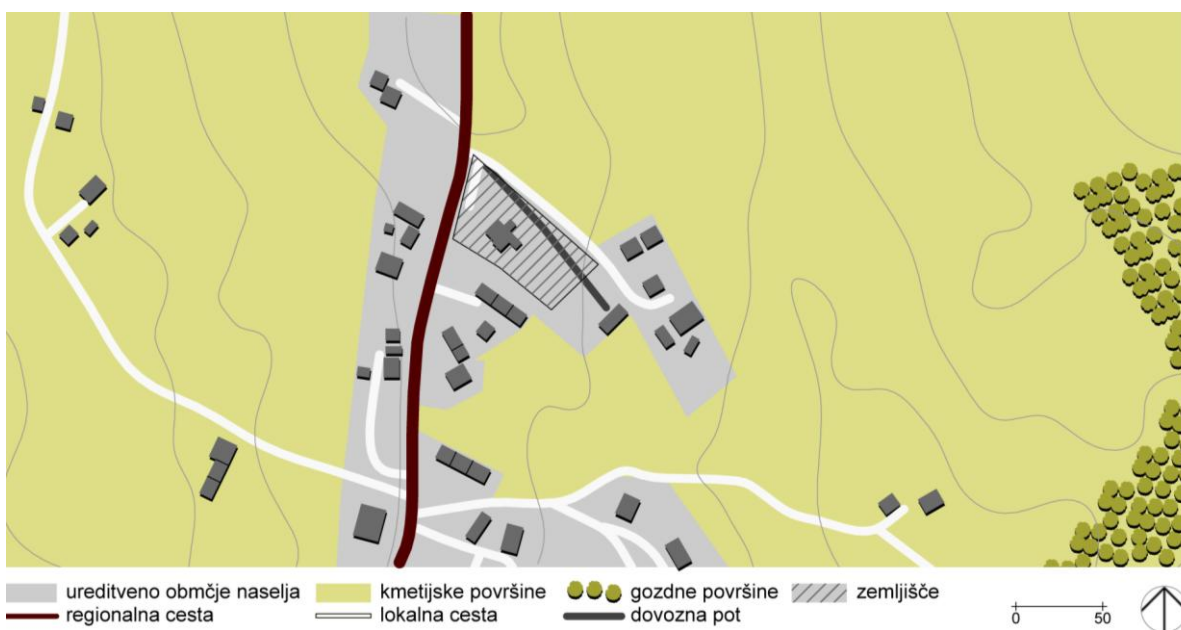 ureditveno obmčje naselja kmetijske površine gozdne površine zemljišče
regionalna cesta lokalna cesta dovozna pot 0 50